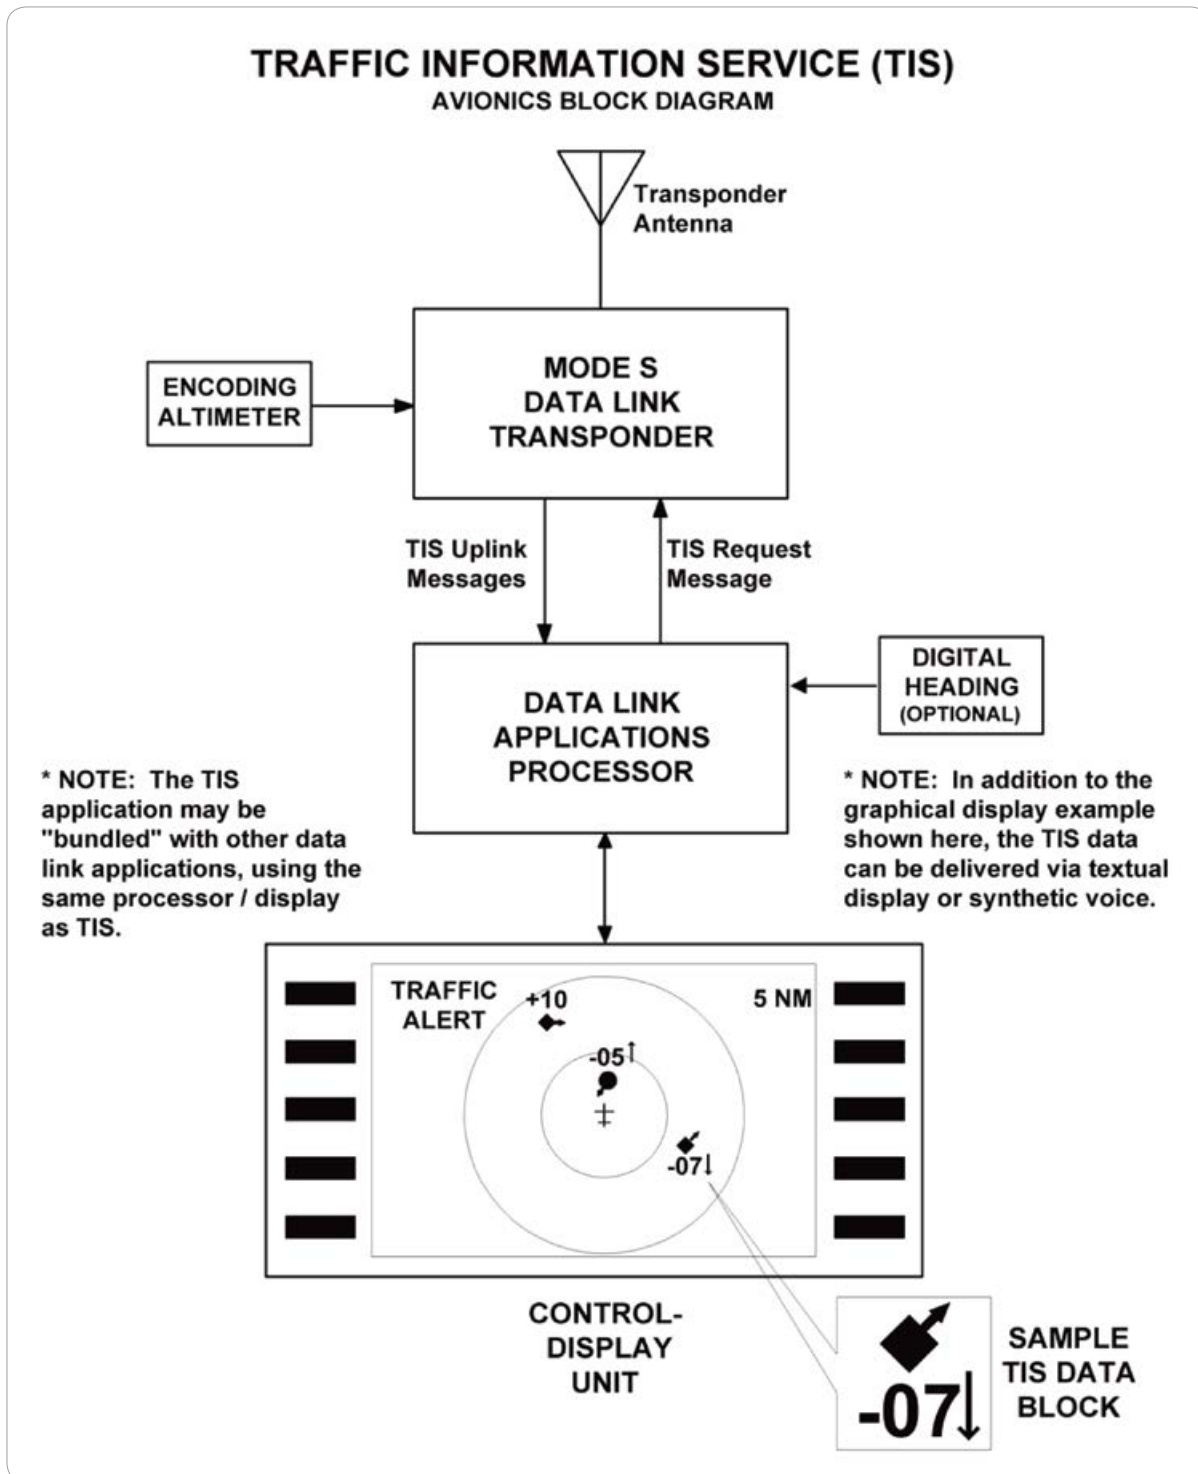 TRAFFIC INFORMATION SERVICE (TIS)
AVIONICS BLOCK DIAGRAM
Transponder
Antenna
ENCODING
ALTIMETER
MODE S
DATA LINK
TRANSPONDER
TIS Uplink
Messages
TIS Request
Message
DATA LINK
APPLICATIONS
PROCESSOR
DIGITAL
HEADING
(OPTIONAL)
* NOTE: The TIS
application may be
"bundled" with other data
link applications, using the
same processor / display
as TIS.
* NOTE: In addition to the
graphical display example
shown here, the TIS data
can be delivered via textual
display or synthetic voice.
TRAFFIC
ALERT
+10
5 NM
-05↑
-07↓
CONTROL-
DISPLAY
UNIT
-07↓
SAMPLE
TIS DATA
BLOCK